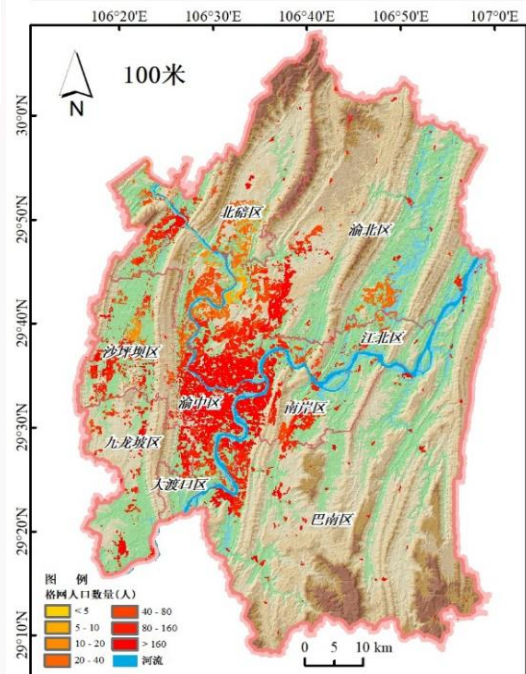 106°20'E 106°30'E 106°40'E 106°50'E 107°0'E
N
100米
30°0'N
29°50'N
29°40'N
29°30'N
29°20'N
29°10'N
北碚区
渝北区
江北区
沙坪坝区
渝中区
南岸区
九龙坡区
大渡口区
巴南区
图 例
格网人口数量(人)
< 5
5 - 10
10 - 20
20 - 40
40 - 80
80 - 160
> 160
河流
0 5 10 km